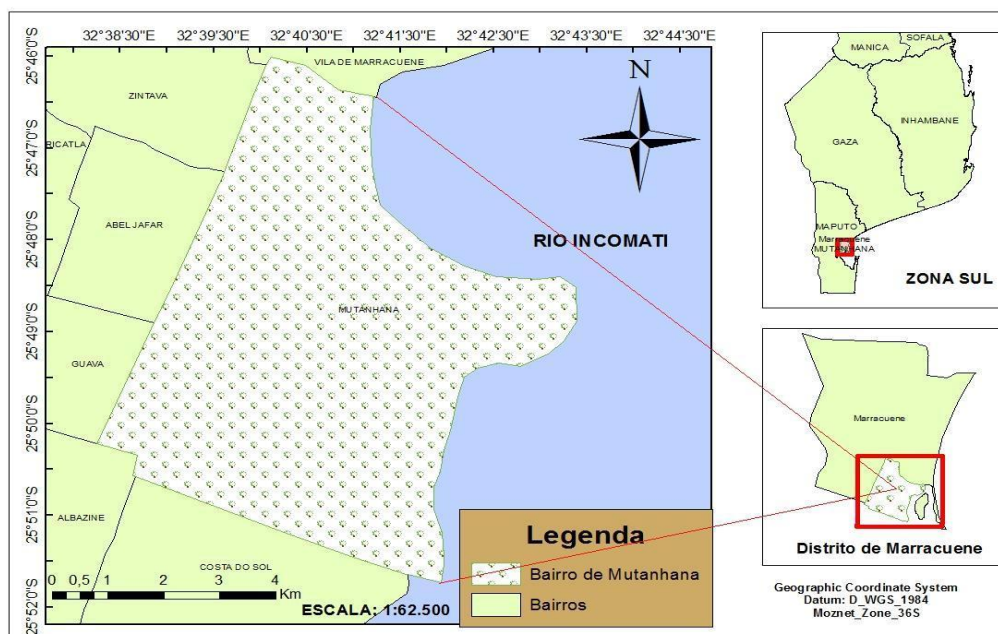 32°38'30"E 32°39'30"E 32°40'30"E 32°41'30"E 32°42'30"E 32°43'30"E 32°44'30"E
25°46'0"S
25°47'0"S
25°48'0"S
25°49'0"S
25°50'0"S
25°51'0"S
25°52'0"S
VILA DE MARRACUENE
ZINTAVA
RICATLA
ABEL JAFAR
GUAVA
ALBAZINE
COSTA DO SOL
MUTANHANA
RIO INCOMATI
N
0 0,5 1 2 3 4
Km
ESCALA: 1:62.500
Legenda
Bairro de Mutanhana
Bairros
MANICA
SOFALA
INHAMBANE
GAZA
MAPUTO
Marracuene
MUTANHANA
ZONA SUL
Marracuene
Distrito de Marracuene
Geographic Coordinate System
Datum: D_WGS_1984
Moznet_Zone_36S